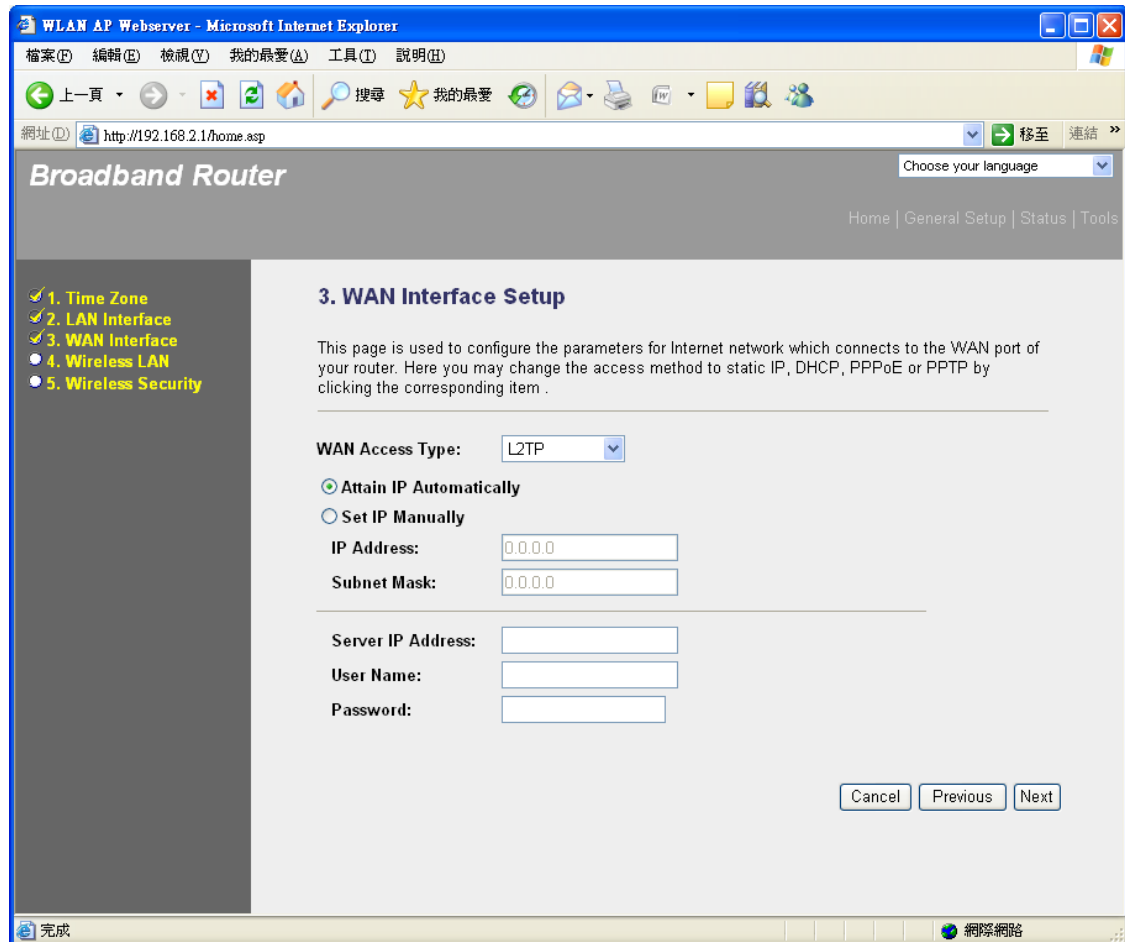 WLAN AP Webserver - Microsoft Internet Explorer
檔案(F) 編輯(E) 檢視(V) 我的最愛(A) 工具(T) 說明(H)
上一頁 搜尋 我的最愛
網址(D) http://192.168.2.1/home.asp 移至 連結 »
Broadband Router
Choose your language
Home | General Setup | Status | Tools
1. Time Zone
2. LAN Interface
3. WAN Interface
4. Wireless LAN
5. Wireless Security
3. WAN Interface Setup
This page is used to configure the parameters for Internet network which connects to the WAN port of
your router. Here you may change the access method to static IP, DHCP, PPPoE or PPTP by
clicking the corresponding item .
WAN Access Type: L2TP
Attain IP Automatically
Set IP Manually
IP Address: 0.0.0.0
Subnet Mask: 0.0.0.0
Server IP Address:
User Name:
Password:
Cancel Previous Next
完成 網際網路